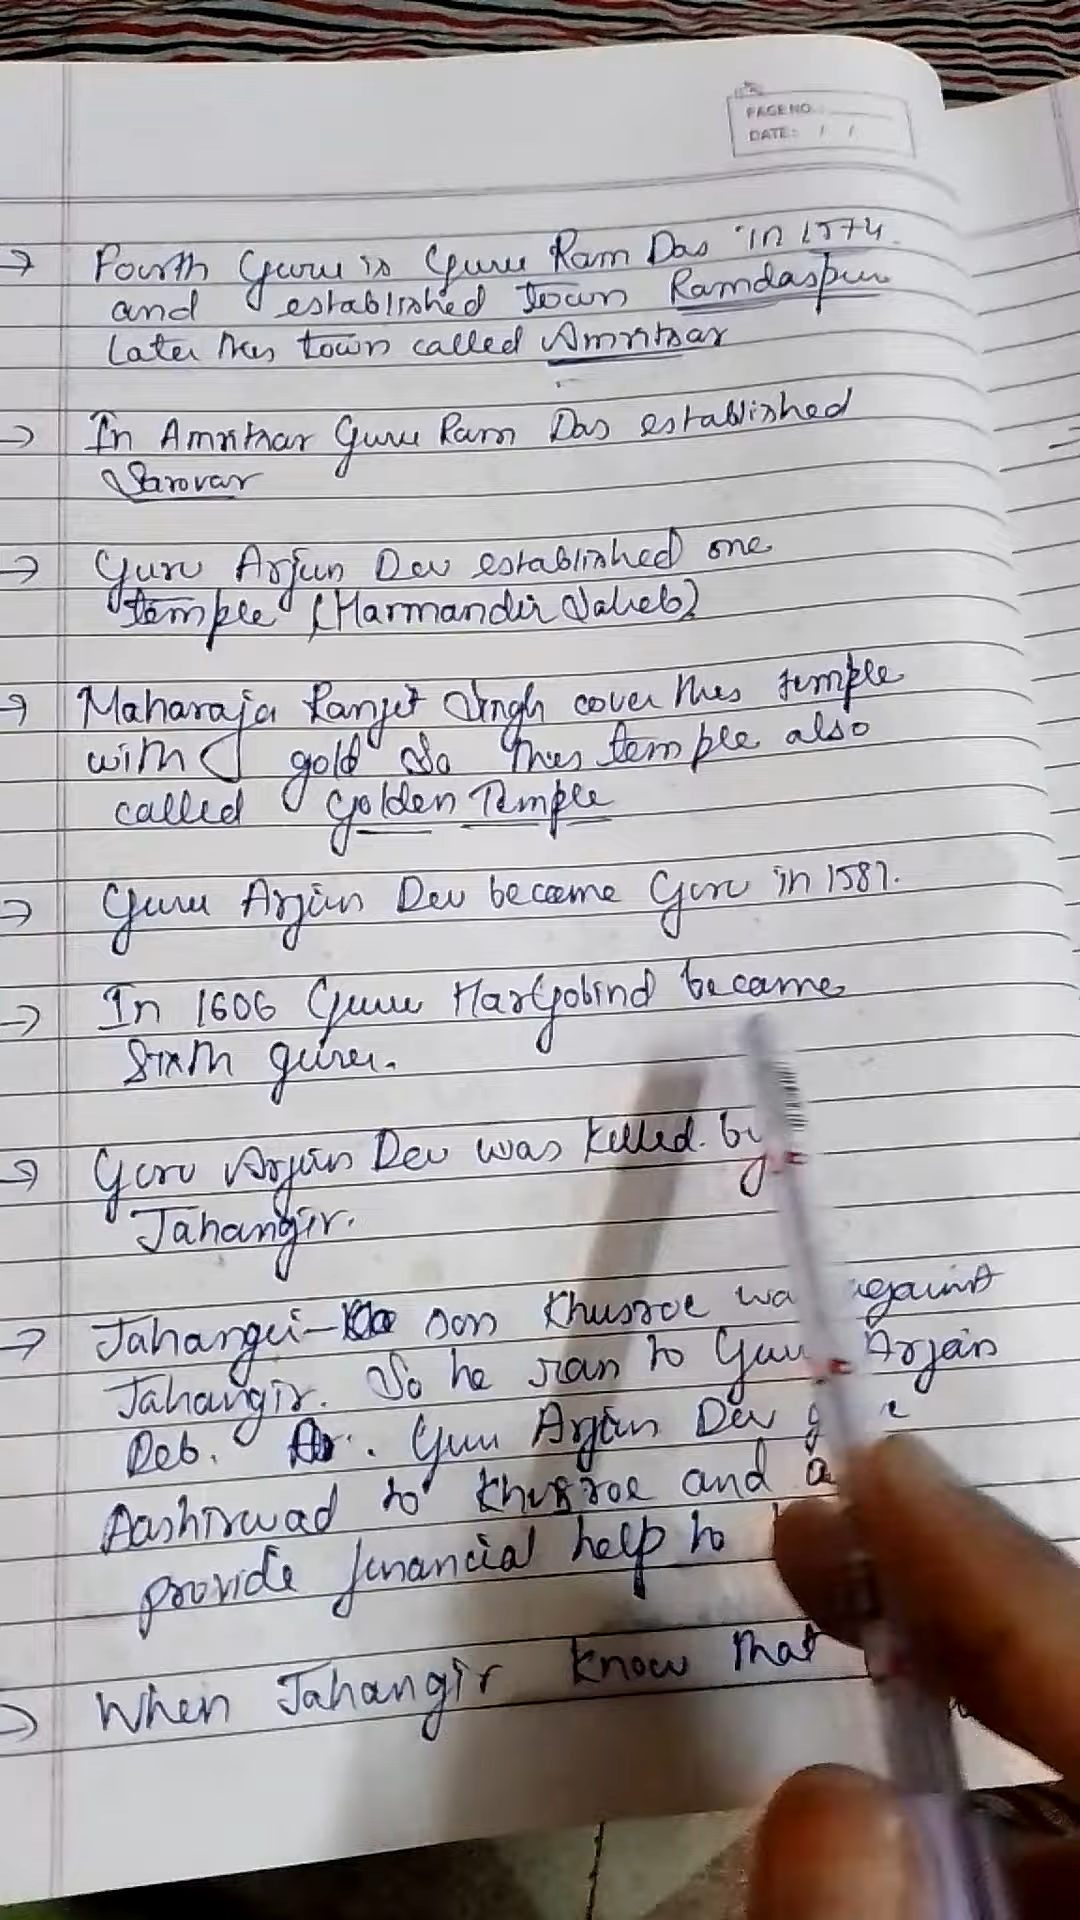 PAGE NO.
DATE: / /
→ Fourth Guru is Guru Ram Das in 1574.
and established town Ramdaspur
Later this town called Amritsar
→ In Amritsar Guru Ram Das established
Sarovar
→ Guru Arjun Dev established one
temple (Harmandir Saheb)
→ Maharaja Ranjit Singh cover this temple
with gold So this temple also
called Golden Temple
→ Guru Arjun Dev became Guru in 1581.
→ In 1606 Guru HarGobind became
Sixth guru.
→ Guru Arjun Dev was killed by
Jahangir.
→ Jahangir- son Khusroe was against
Jahangir. So he ran to Guru Arjan
Deb. Guru Arjun Dev
Aashirwad to Khusroe and
provide financial help to
→ When Jahangir know that